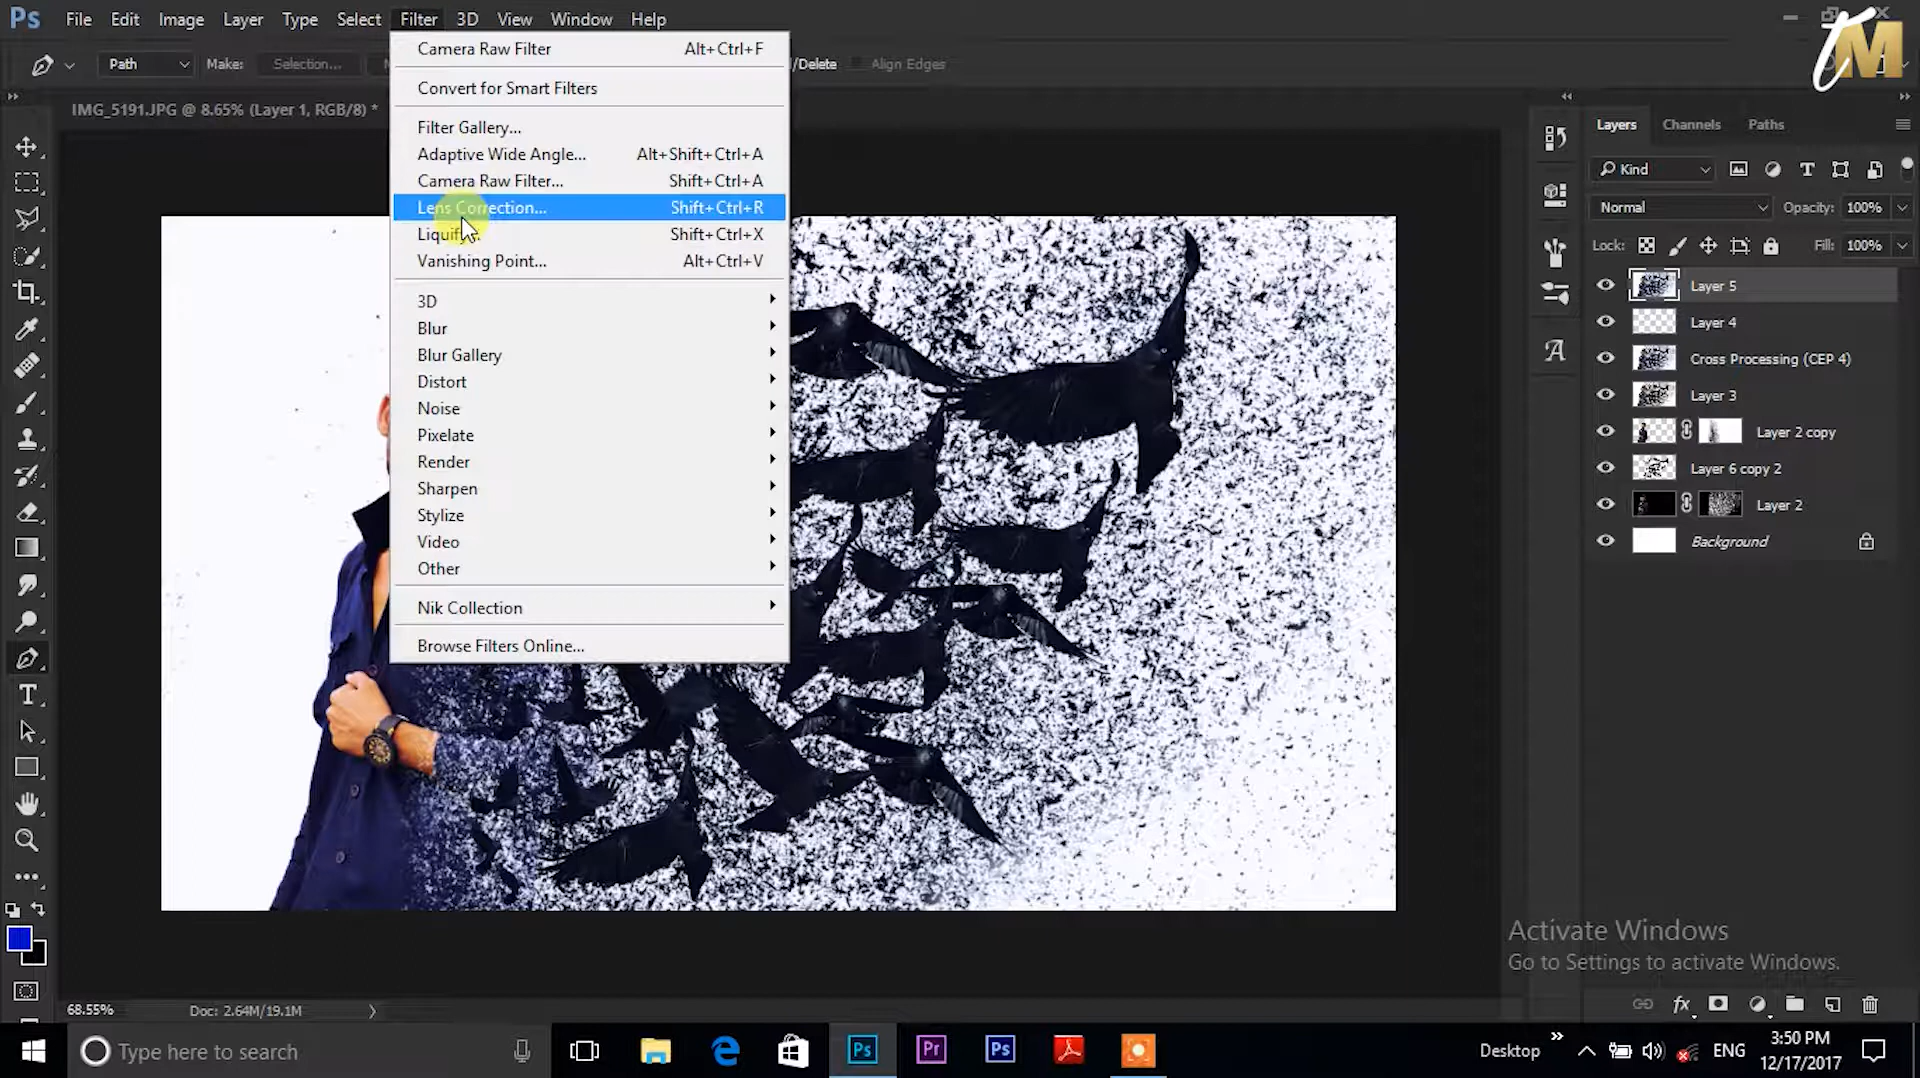 Ps File Edit Image Layer Type Select Filter 3D View Window Help
tM
Path Make: Selection... /Delete Align Edges
IMG_5191.JPG @ 8.65% (Layer 1, RGB/8) *
Camera Raw Filter Alt+Ctrl+F
Convert for Smart Filters
Filter Gallery...
Adaptive Wide Angle... Alt+Shift+Ctrl+A
Camera Raw Filter... Shift+Ctrl+A
Lens Correction... Shift+Ctrl+R
Liquify... Shift+Ctrl+X
Vanishing Point... Alt+Ctrl+V
3D
Blur
Blur Gallery
Distort
Noise
Pixelate
Render
Sharpen
Stylize
Video
Other
Nik Collection
Browse Filters Online...
Layers Channels Paths
Kind
Normal Opacity: 100%
Lock: Fill: 100%
Layer 5
Layer 4
Cross Processing (CEP 4)
Layer 3
Layer 2 copy
Layer 6 copy 2
Layer 2
Background
Activate Windows
Go to Settings to activate Windows.
68.55% Doc: 2.64M/19.1M
Type here to search
Ps Pr Ps
Desktop ENG
3:50 PM
12/17/2017